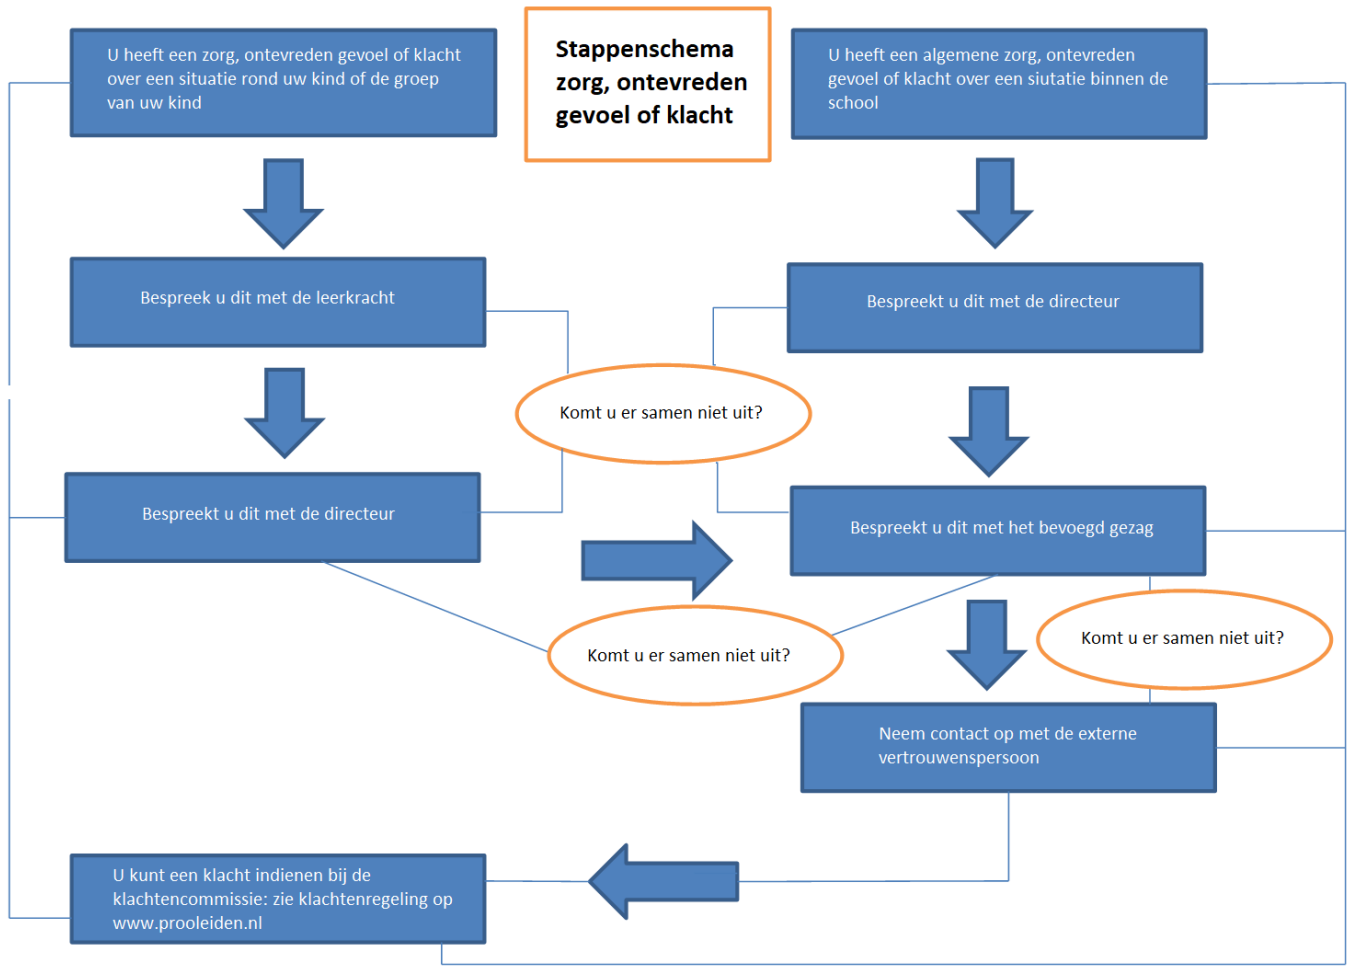 U heeft een zorg, ontevreden gevoel of klacht
over een situatie rond uw kind of de groep
van uw kind
Stappenschema
zorg, ontevreden
gevoel of klacht
U heeft een algemene zorg, ontevreden
gevoel of klacht over een siutatie binnen de
school
Bespreek u dit met de leerkracht
Bespreekt u dit met de directeur
Komt u er samen niet uit?
Bespreekt u dit met de directeur
Bespreekt u dit met het bevoegd gezag
Komt u er samen niet uit?
Komt u er samen niet uit?
Neem contact op met de externe
vertrouwenspersoon
U kunt een klacht indienen bij de
klachtencommissie: zie klachtenregeling op
www.prooleiden.nl